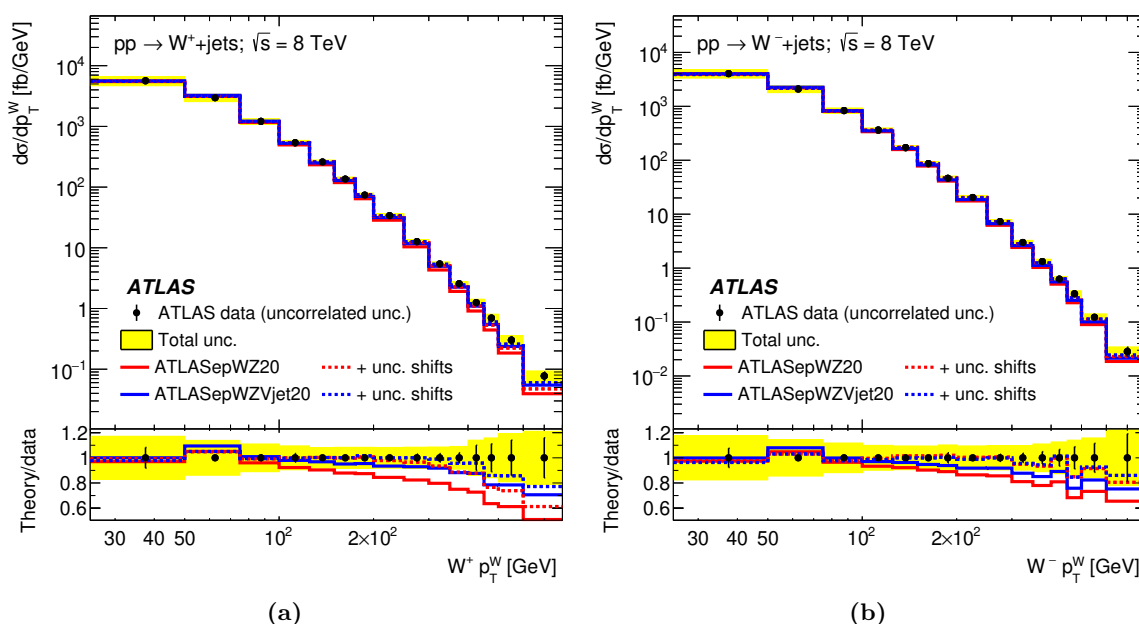 pp → W⁺+jets; √s = 8 TeV
dσ/dp_T^W [fb/GeV]
10⁴
10³
10²
10
1
10⁻¹
ATLAS
ATLAS data (uncorrelated unc.)
Total unc.
ATLASepWZ20 + unc. shifts
ATLASepWZVjet20 + unc. shifts
Theory/data
1.2
1
0.8
0.6
30 40 50 10² 2×10²
W⁺ p_T^W [GeV]
(a)
pp → W⁻+jets; √s = 8 TeV
dσ/dp_T^W [fb/GeV]
10⁴
10³
10²
10
1
10⁻¹
10⁻²
ATLAS
ATLAS data (uncorrelated unc.)
Total unc.
ATLASepWZ20 + unc. shifts
ATLASepWZVjet20 + unc. shifts
Theory/data
1.2
1
0.8
0.6
30 40 50 10² 2×10²
W⁻ p_T^W [GeV]
(b)